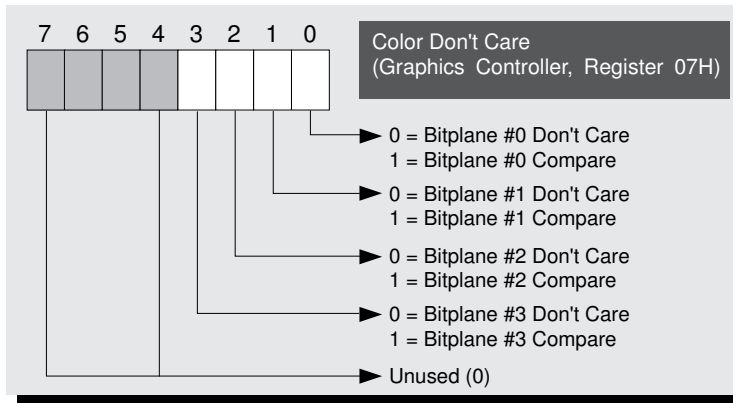 7 6 5 4 3 2 1 0
Color Don't Care
(Graphics Controller, Register 07H)
0 = Bitplane #0 Don't Care
1 = Bitplane #0 Compare
0 = Bitplane #1 Don't Care
1 = Bitplane #1 Compare
0 = Bitplane #2 Don't Care
1 = Bitplane #2 Compare
0 = Bitplane #3 Don't Care
1 = Bitplane #3 Compare
Unused (0)